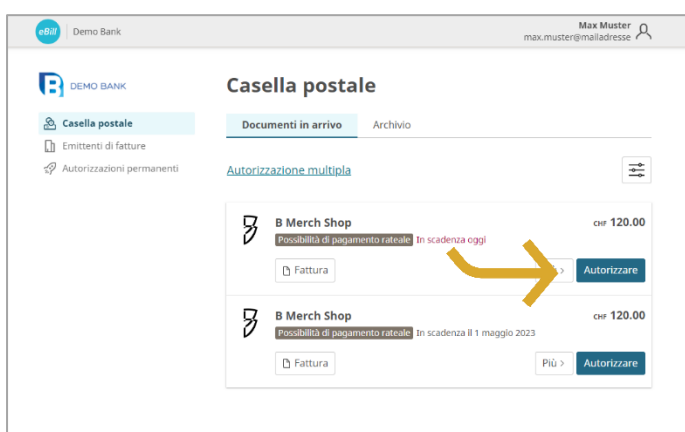 eBill Demo Bank
Max Muster
max.muster@mailadresse
DEMO BANK
Casella postale
Emittenti di fatture
Autorizzazioni permanenti
Casella postale
Documenti in arrivo Archivio
Autorizzazione multipla
B Merch Shop CHF 120.00
Possibilità di pagamento rateale In scadenza oggi
Fattura Autorizzare
B Merch Shop CHF 120.00
Possibilità di pagamento rateale In scadenza il 1 maggio 2023
Fattura Più > Autorizzare